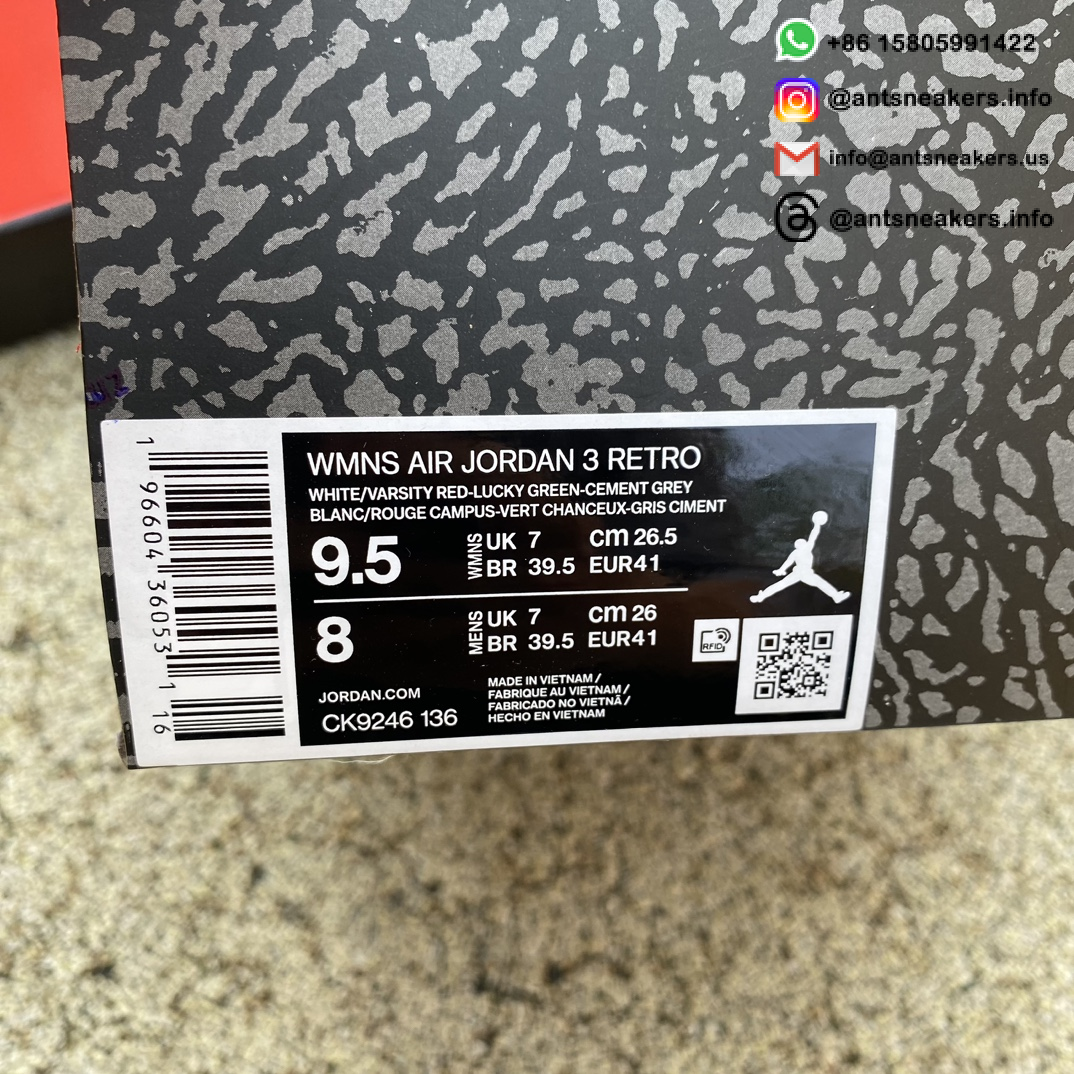 +86 15805991422
@antsneakers.info
info@antsneakers.us
@antsneakers.info
1 96604 36053 1 16
WMNS AIR JORDAN 3 RETRO
WHITE/VARSITY RED-LUCKY GREEN-CEMENT GREY
BLANC/ROUGE CAMPUS-VERT CHANCEUX-GRIS CIMENT
9.5 WMNS UK 7 cm 26.5
BR 39.5 EUR41
8 MENS UK 7 cm 26
BR 39.5 EUR41
RFID
JORDAN.COM
CK9246 136
MADE IN VIETNAM /
FABRIQUE AU VIETNAM /
FABRICADO NO VIETNÃ /
HECHO EN VIETNAM